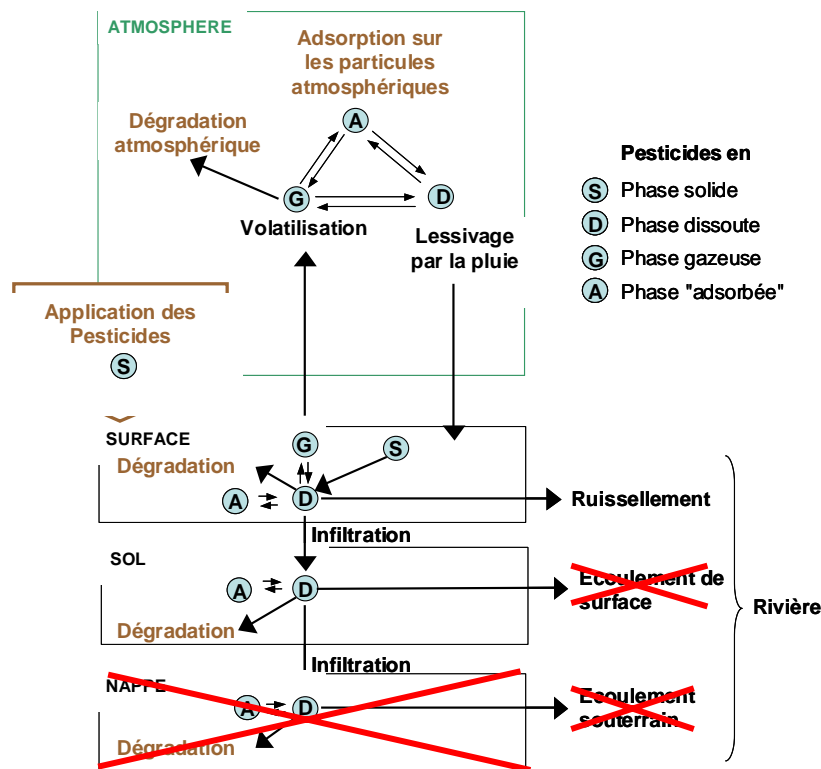 ATMOSPHERE
Adsorption sur
les particules
atmosphériques
A
Dégradation
atmosphérique
G
D
Volatilisation
Lessivage
par la pluie
Pesticides en
S Phase solide
D Phase dissoute
G Phase gazeuse
A Phase "adsorbée"
Application des
Pesticides
S
SURFACE
G
S
Dégradation
A
D
Ruissellement
Infiltration
SOL
A
D
Ecoulement de
surface
Dégradation
Rivière
Infiltration
NAPPE
A
D
Ecoulement
souterrain
Dégradation